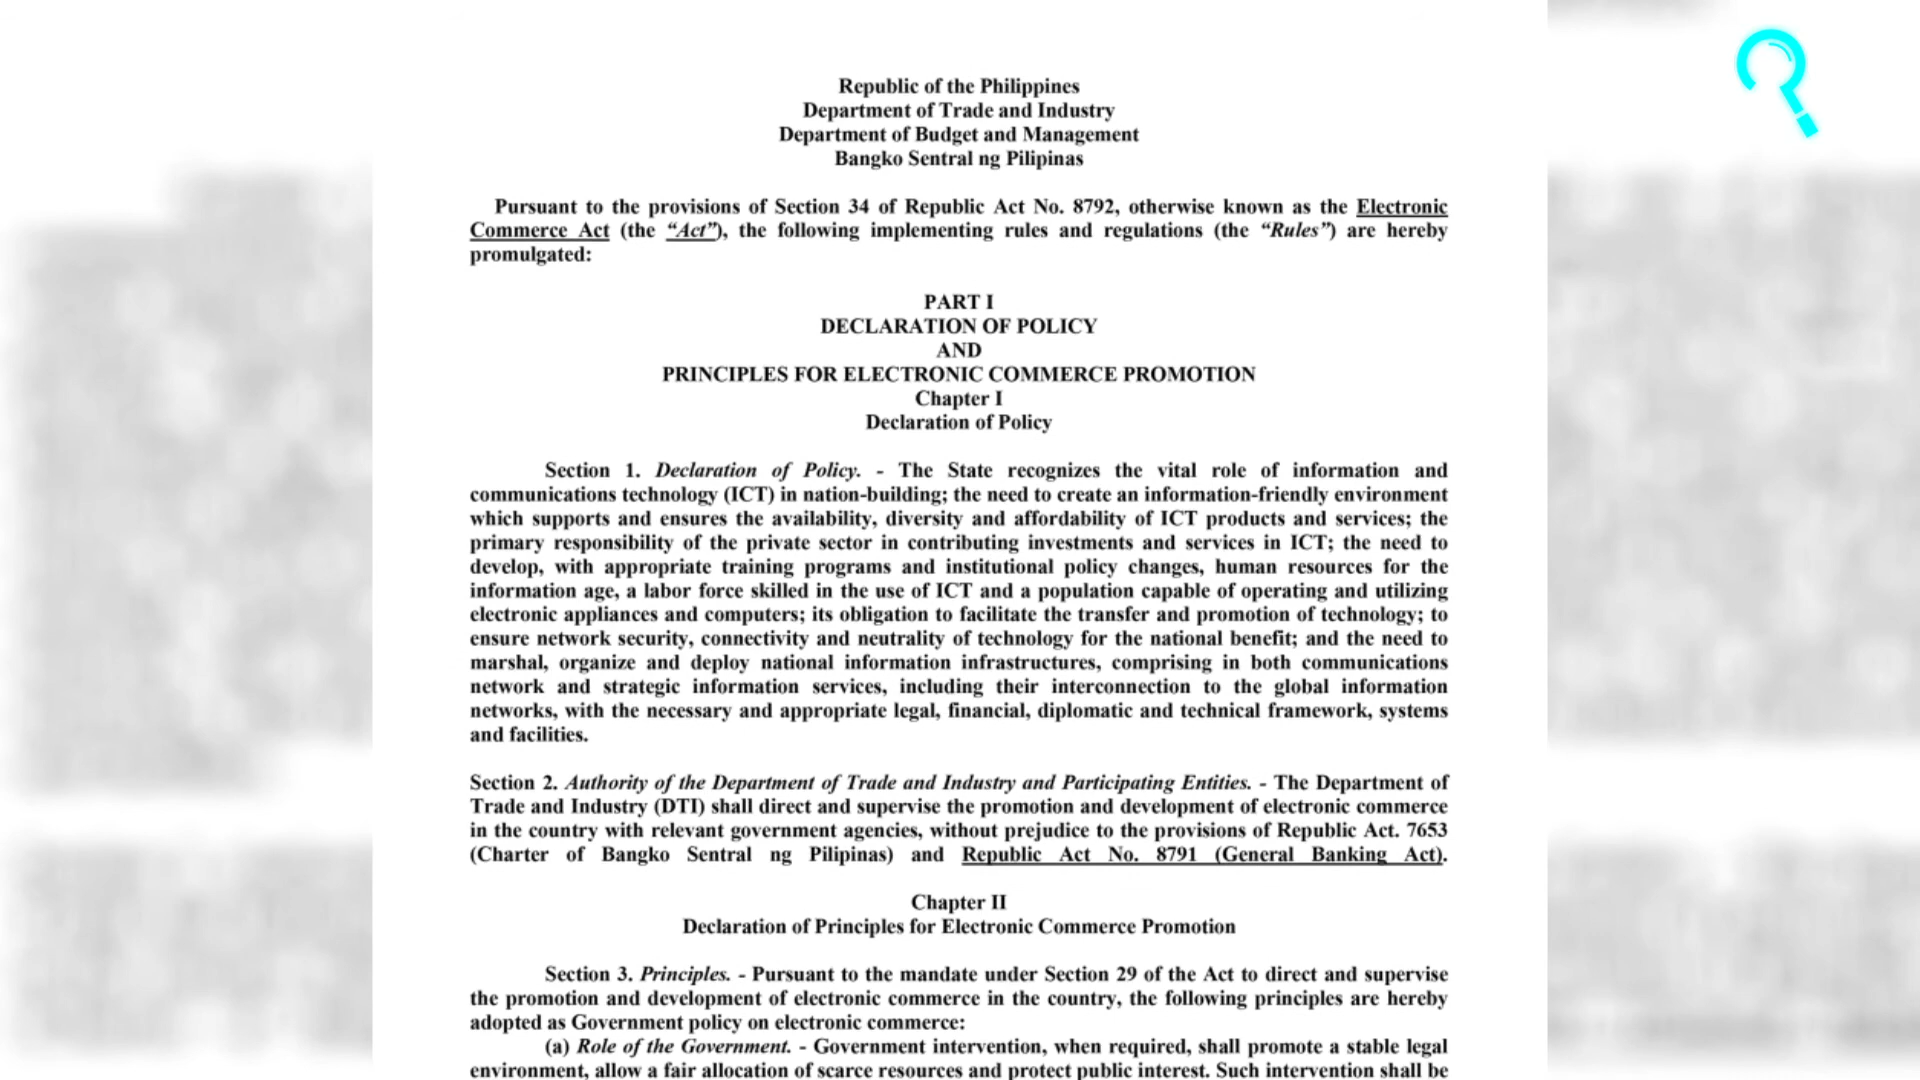 Republic of the Philippines
Department of Trade and Industry
Department of Budget and Management
Bangko Sentral ng Pilipinas
Pursuant to the provisions of Section 34 of Republic Act No. 8792, otherwise known as the Electronic
Commerce Act (the “Act”), the following implementing rules and regulations (the “Rules”) are hereby
promulgated:
PART I
DECLARATION OF POLICY
AND
PRINCIPLES FOR ELECTRONIC COMMERCE PROMOTION
Chapter I
Declaration of Policy
Section 1. Declaration of Policy. - The State recognizes the vital role of information and
communications technology (ICT) in nation-building; the need to create an information-friendly environment
which supports and ensures the availability, diversity and affordability of ICT products and services; the
primary responsibility of the private sector in contributing investments and services in ICT; the need to
develop, with appropriate training programs and institutional policy changes, human resources for the
information age, a labor force skilled in the use of ICT and a population capable of operating and utilizing
electronic appliances and computers; its obligation to facilitate the transfer and promotion of technology; to
ensure network security, connectivity and neutrality of technology for the national benefit; and the need to
marshal, organize and deploy national information infrastructures, comprising in both communications
network and strategic information services, including their interconnection to the global information
networks, with the necessary and appropriate legal, financial, diplomatic and technical framework, systems
and facilities.
Section 2. Authority of the Department of Trade and Industry and Participating Entities. - The Department of
Trade and Industry (DTI) shall direct and supervise the promotion and development of electronic commerce
in the country with relevant government agencies, without prejudice to the provisions of Republic Act. 7653
(Charter of Bangko Sentral ng Pilipinas) and Republic Act No. 8791 (General Banking Act).
Chapter II
Declaration of Principles for Electronic Commerce Promotion
Section 3. Principles. - Pursuant to the mandate under Section 29 of the Act to direct and supervise
the promotion and development of electronic commerce in the country, the following principles are hereby
adopted as Government policy on electronic commerce:
(a) Role of the Government. - Government intervention, when required, shall promote a stable legal
environment, allow a fair allocation of scarce resources and protect public interest. Such intervention shall be